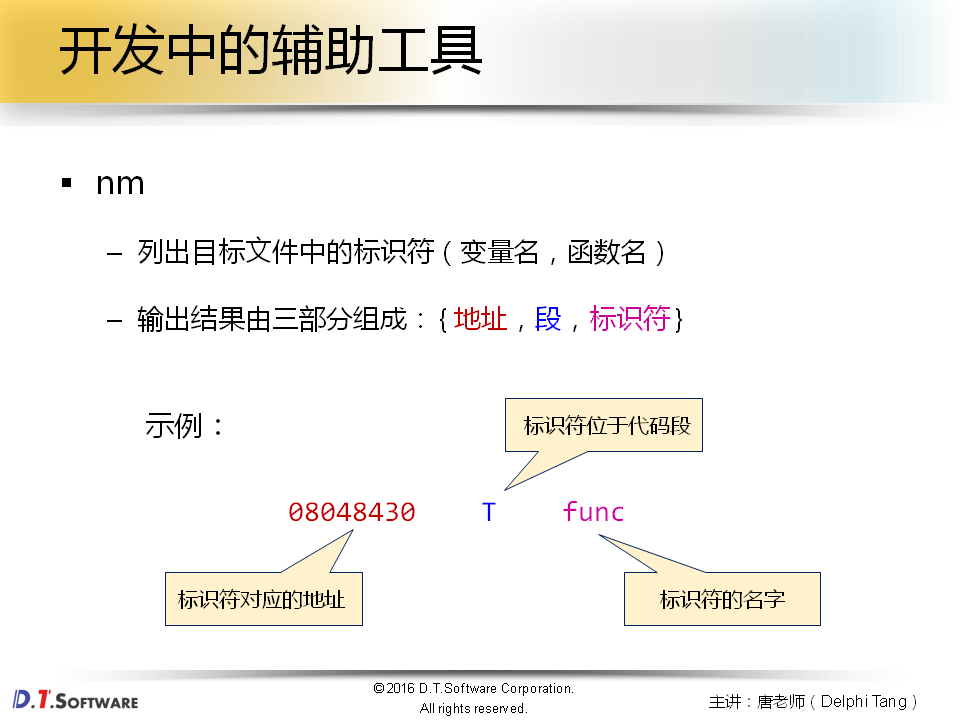 开发中的辅助工具
▪ nm
– 列出目标文件中的标识符（变量名，函数名）
– 输出结果由三部分组成：{地址，段，标识符}
示例：
标识符位于代码段
08048430 T func
标识符对应的地址
标识符的名字
D.T.SOFTWARE
©2016 D.T.Software Corporation.
All rights reserved.
主讲：唐老师（Delphi Tang）